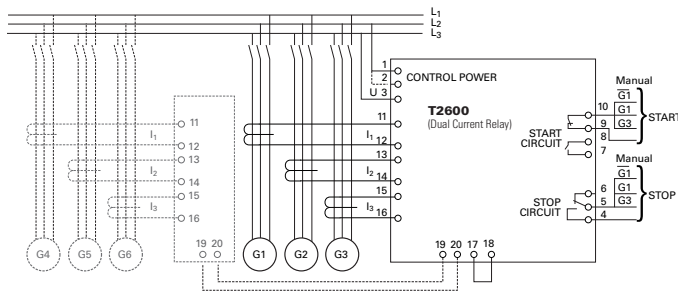 L1
L2
L3
1
2
U 3
CONTROL POWER
T2600
(Dual Current Relay)
11
I1 12
13
I2 14
15
I3 16
11
I1
12
13
I2
14
15
I3
16
19 20
19 20 17 18
G4
G5
G6
G1
G2
G3
START
CIRCUIT
10
9
8
7
Manual
G1
G1
G3
START
STOP
CIRCUIT
6
5
4
Manual
G1
G1
G3
STOP